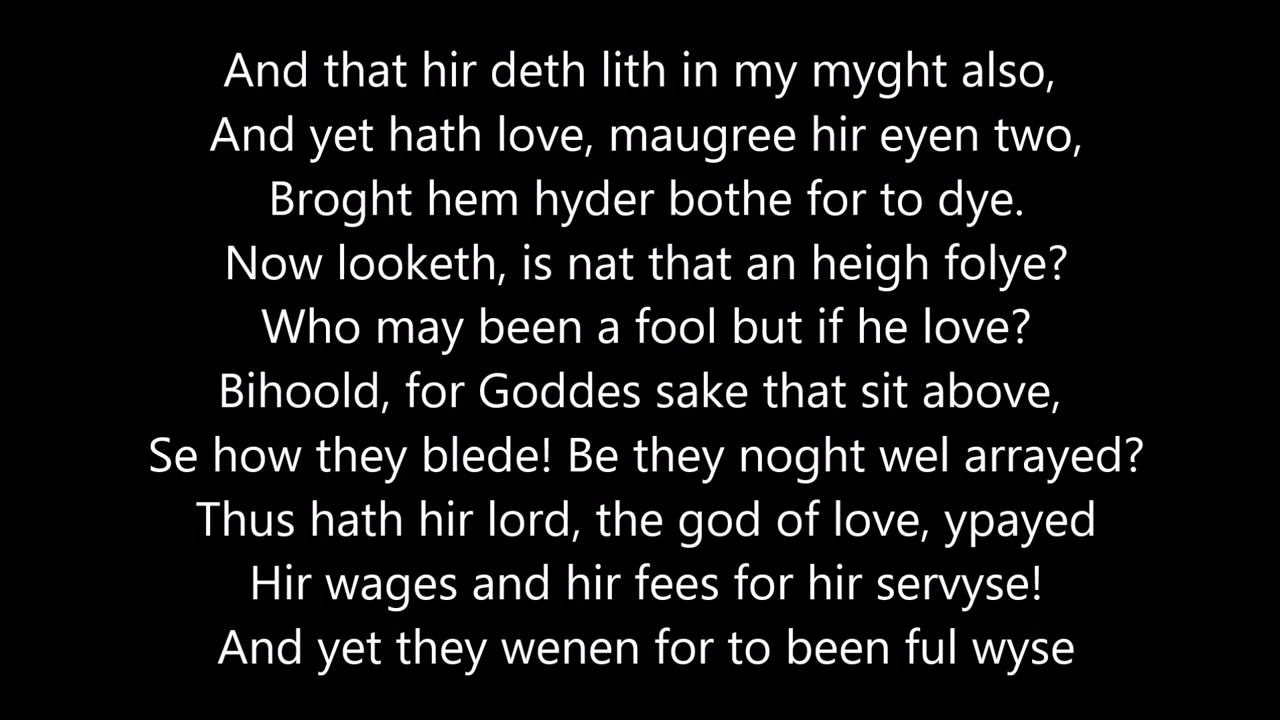 And that hir deth lith in my myght also,
And yet hath love, maugree hir eyen two,
Broght hem hyder bothe for to dye.
Now looketh, is nat that an heigh folye?
Who may been a fool but if he love?
Bihoold, for Goddes sake that sit above,
Se how they blede! Be they noght wel arrayed?
Thus hath hir lord, the god of love, ypayed
Hir wages and hir fees for hir servyse!
And yet they wenen for to been ful wyse